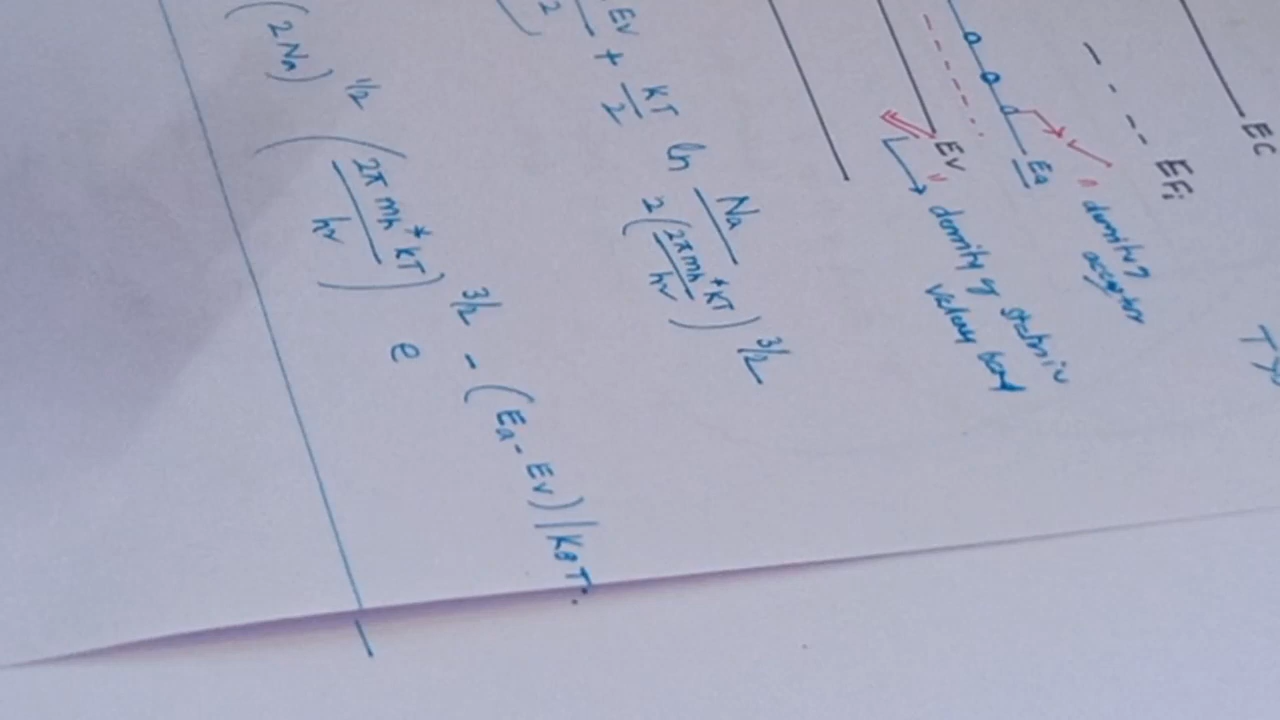 EC
EFi
Ea
density acceptor
Ev
density of states in valency band
Ev + KT/2 ln Na / 2(2π mh* KT / h²)^3/2
(2Na)^1/2 (2π mh* KT / h²)^3/2 e -(Ea - Ev)/KBT.